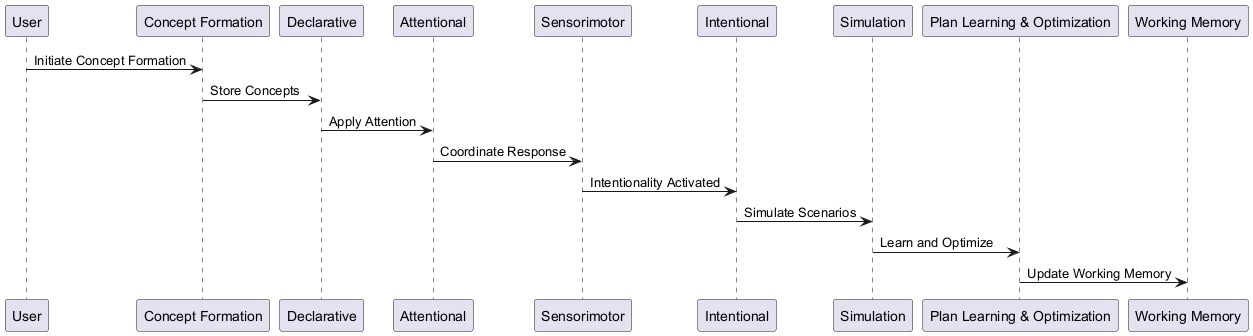 User
Concept Formation
Declarative
Attentional
Sensorimotor
Intentional
Simulation
Plan Learning & Optimization
Working Memory
Initiate Concept Formation
Store Concepts
Apply Attention
Coordinate Response
Intentionality Activated
Simulate Scenarios
Learn and Optimize
Update Working Memory
User
Concept Formation
Declarative
Attentional
Sensorimotor
Intentional
Simulation
Plan Learning & Optimization
Working Memory